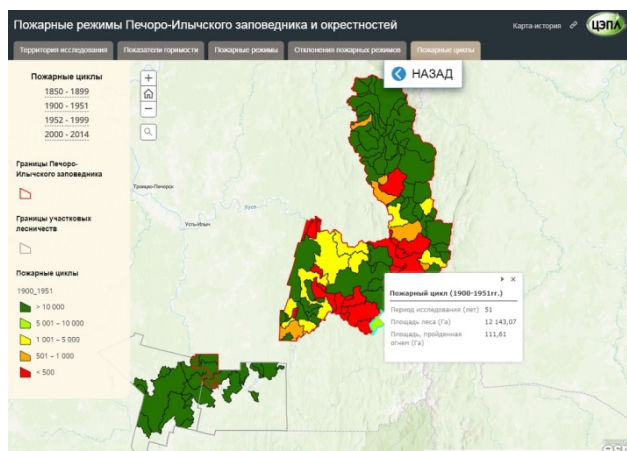 Пожарные режимы Печоро-Илычского заповедника и окрестностей
Карта-история
ЦЭПЛ
Территория исследования
Показатели горимости
Пожарные режимы
Отклонения пожарных режимов
Пожарные циклы
НАЗАД
Пожарные циклы
1850 - 1899
1900 - 1951
1952 - 1999
2000 - 2014
Границы Печоро-
Илычского заповедника
Границы участковых
лесничеств
Пожарные циклы
1900_1951
> 10 000
5 001 – 10 000
1 001 – 5 000
501 – 1 000
< 500
Троицко-Печорск
Усть-Илыч
Пожарный цикл (1900-1951гг.)
Период исследования (лет) 51
Площадь леса (Га) 12 143,07
Площадь, пройденная 111,61
огнем (Га)
esri